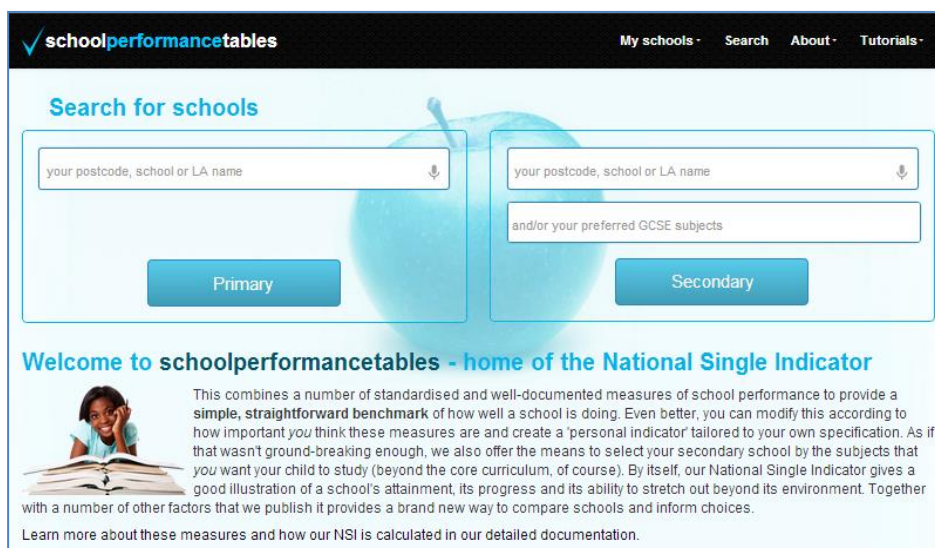 schoolperformancetables
My schools Search About Tutorials
Search for schools
your postcode, school or LA name
Primary
your postcode, school or LA name
and/or your preferred GCSE subjects
Secondary
Welcome to schoolperformancetables - home of the National Single Indicator
This combines a number of standardised and well-documented measures of school performance to provide a
simple, straightforward benchmark of how well a school is doing. Even better, you can modify this according to
how important you think these measures are and create a 'personal indicator' tailored to your own specification. As if
that wasn't ground-breaking enough, we also offer the means to select your secondary school by the subjects that
you want your child to study (beyond the core curriculum, of course). By itself, our National Single Indicator gives a
good illustration of a school's attainment, its progress and its ability to stretch out beyond its environment. Together
with a number of other factors that we publish it provides a brand new way to compare schools and inform choices.
Learn more about these measures and how our NSI is calculated in our detailed documentation.